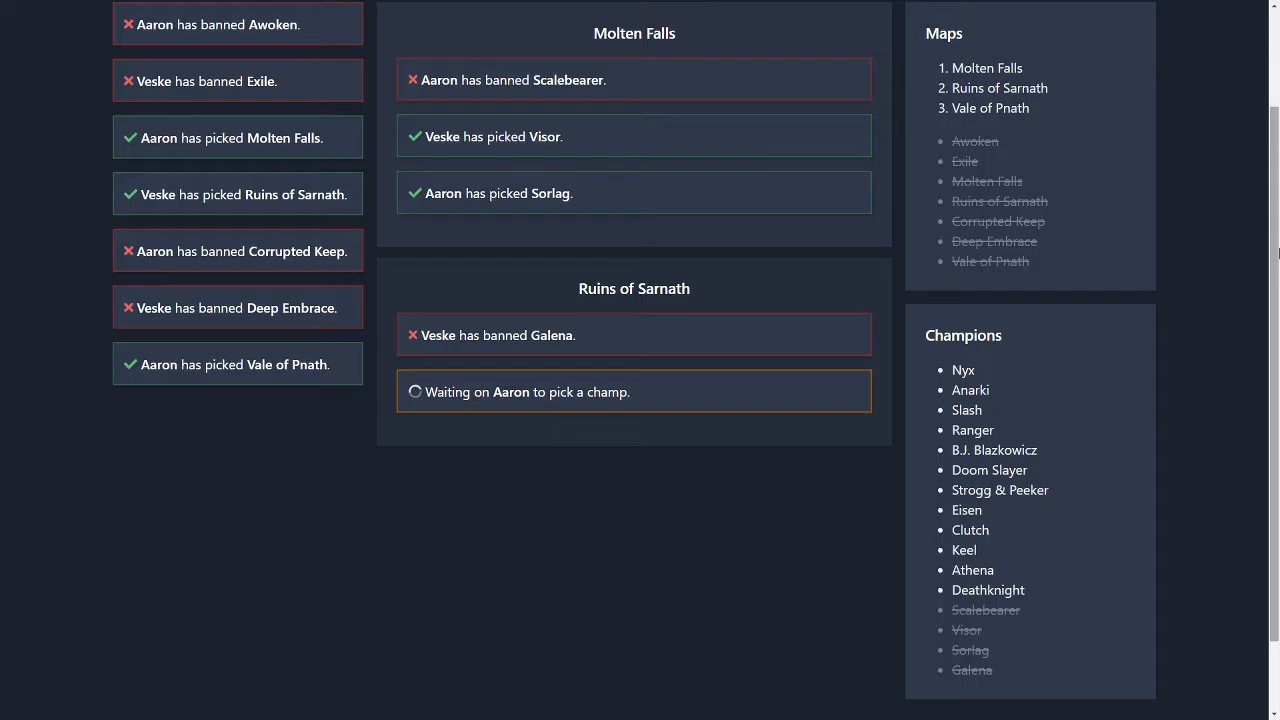 Aaron has banned Awoken.
Veske has banned Exile.
Aaron has picked Molten Falls.
Veske has picked Ruins of Sarnath.
Aaron has banned Corrupted Keep.
Veske has banned Deep Embrace.
Aaron has picked Vale of Pnath.
Molten Falls
Aaron has banned Scalebearer.
Veske has picked Visor.
Aaron has picked Sorlag.
Ruins of Sarnath
Veske has banned Galena.
Waiting on Aaron to pick a champ.
Maps
1. Molten Falls
2. Ruins of Sarnath
3. Vale of Pnath
Awoken
Exile
Molten Falls
Ruins of Sarnath
Corrupted Keep
Deep Embrace
Vale of Pnath
Champions
Nyx
Anarki
Slash
Ranger
B.J. Blazkowicz
Doom Slayer
Strogg & Peeker
Eisen
Clutch
Keel
Athena
Deathknight
Scalebearer
Visor
Sorlag
Galena